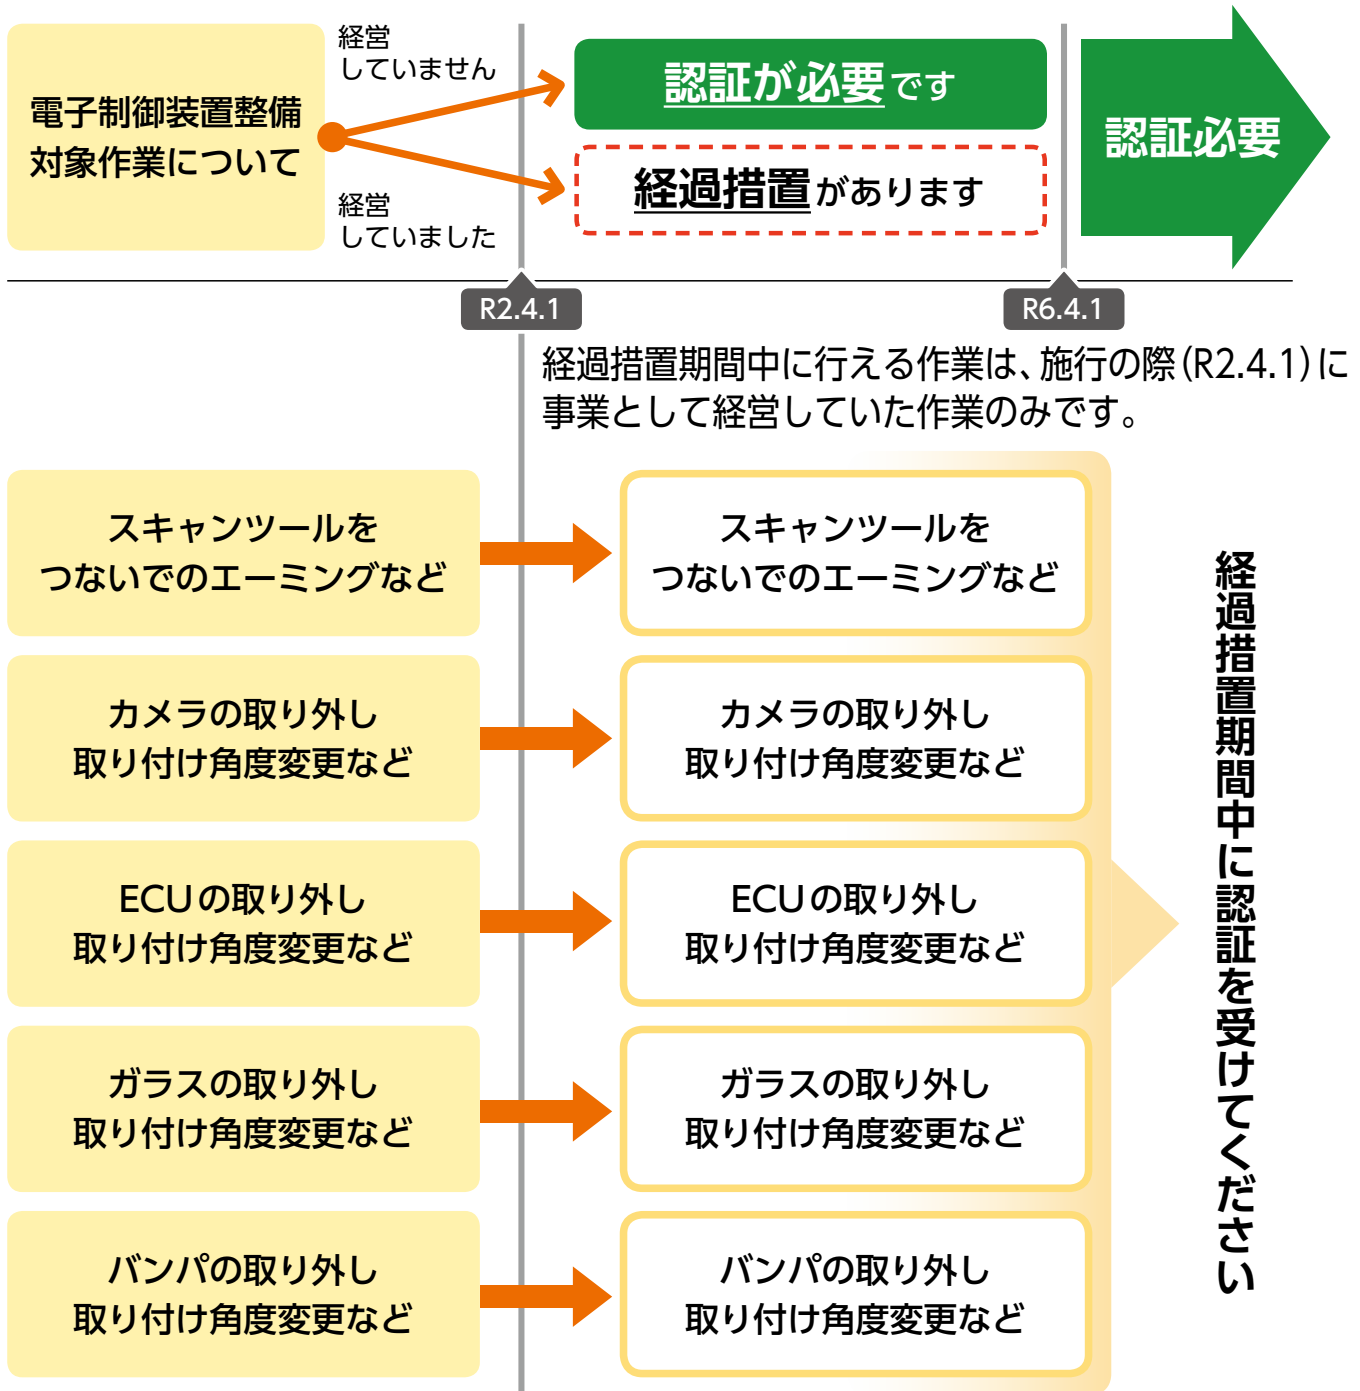 電子制御装置整備
対象作業について
経営
していません
経営
していました
認証が必要です
経過措置があります
認証必要
R2.4.1
R6.4.1
経過措置期間中に行える作業は、施行の際(R2.4.1)に
事業として経営していた作業のみです。
スキャンツールを
つないでのエーミングなど
スキャンツールを
つないでのエーミングなど
カメラの取り外し
取り付け角度変更など
カメラの取り外し
取り付け角度変更など
ECUの取り外し
取り付け角度変更など
ECUの取り外し
取り付け角度変更など
ガラスの取り外し
取り付け角度変更など
ガラスの取り外し
取り付け角度変更など
バンパの取り外し
取り付け角度変更など
バンパの取り外し
取り付け角度変更など
経過措置期間中に認証を受けてください